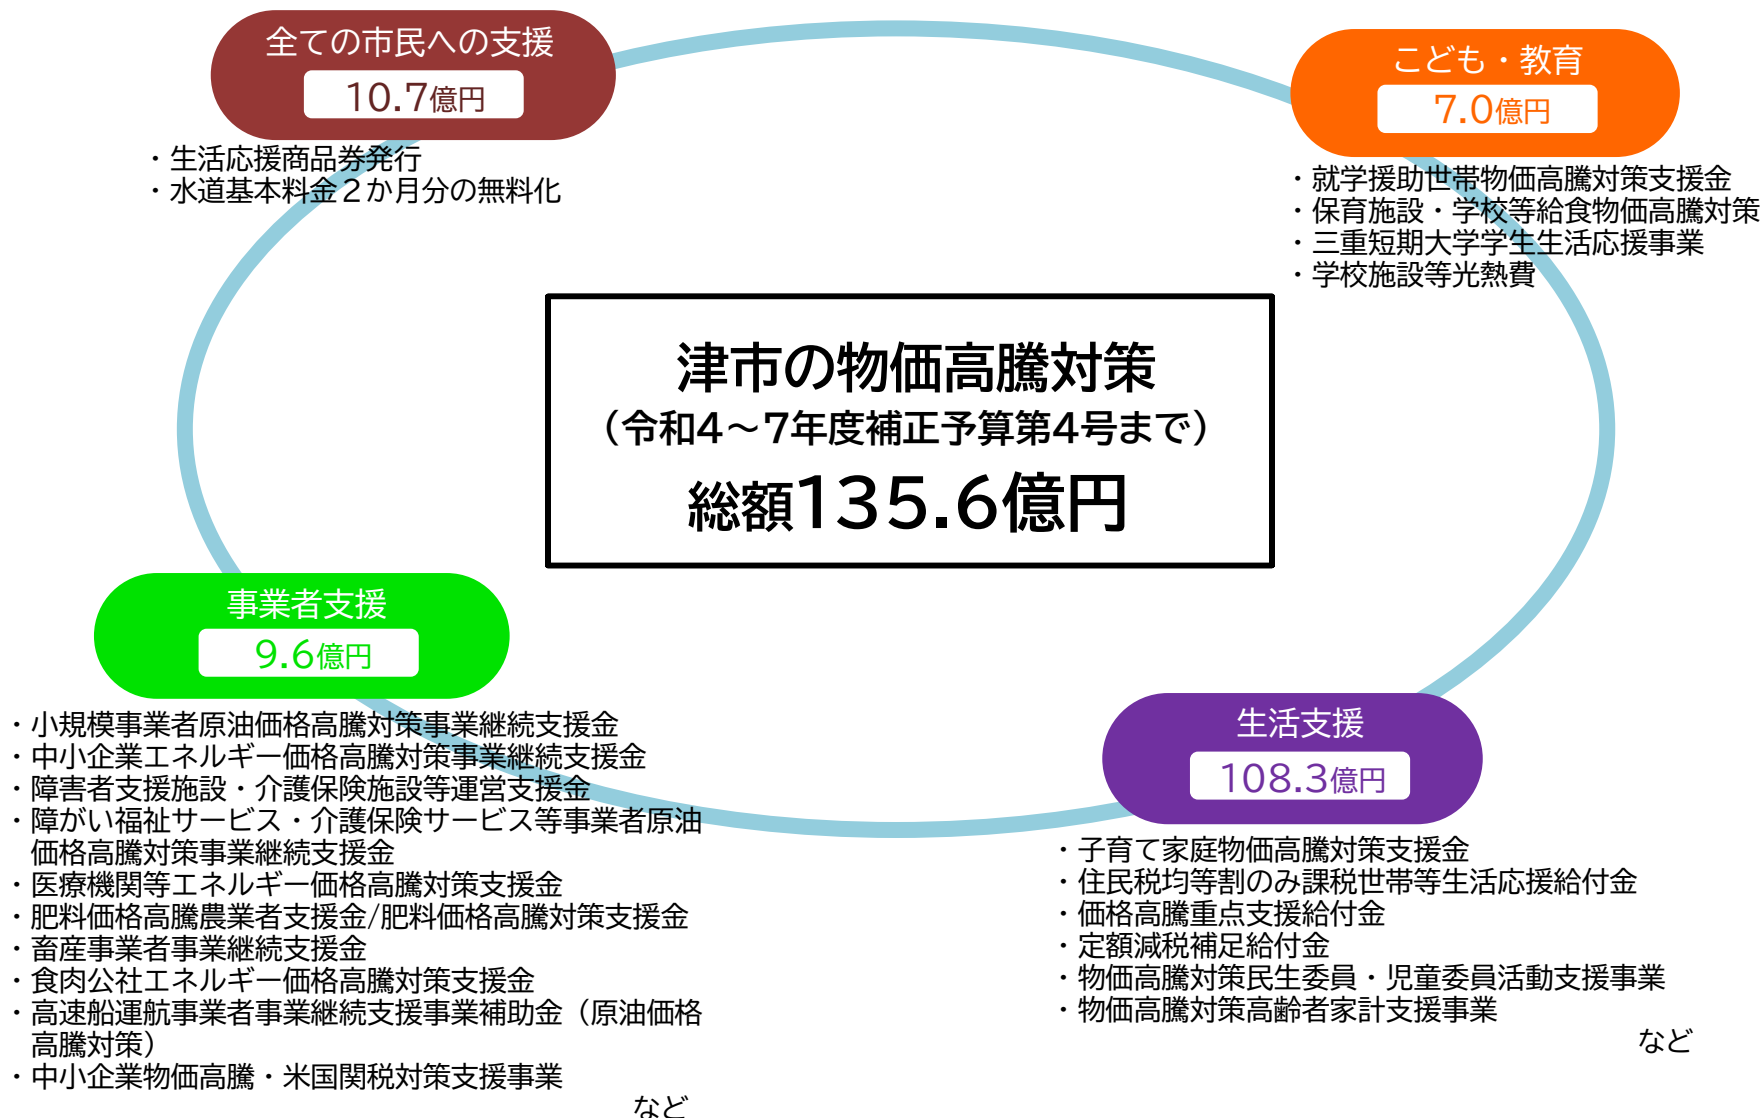 全ての市民への支援
10.7億円
・生活応援商品券発行
・水道基本料金２か月分の無料化
こども・教育
7.0億円
・就学援助世帯物価高騰対策支援金
・保育施設・学校等給食物価高騰対策
・三重短期大学学生生活応援事業
・学校施設等光熱費
津市の物価高騰対策
（令和4～7年度補正予算第4号まで）
総額135.6億円
事業者支援
9.6億円
・小規模事業者原油価格高騰対策事業継続支援金
・中小企業エネルギー価格高騰対策事業継続支援金
・障害者支援施設・介護保険施設等運営支援金
・障がい福祉サービス・介護保険サービス等事業者原油
価格高騰対策事業継続支援金
・医療機関等エネルギー価格高騰対策支援金
・肥料価格高騰農業者支援金/肥料価格高騰対策支援金
・畜産事業者事業継続支援金
・食肉公社エネルギー価格高騰対策支援金
・高速船運航事業者事業継続支援事業補助金（原油価格
高騰対策）
・中小企業物価高騰・米国関税対策支援事業
など
生活支援
108.3億円
・子育て家庭物価高騰対策支援金
・住民税均等割のみ課税世帯等生活応援給付金
・価格高騰重点支援給付金
・定額減税補足給付金
・物価高騰対策民生委員・児童委員活動支援事業
・物価高騰対策高齢者家計支援事業
など